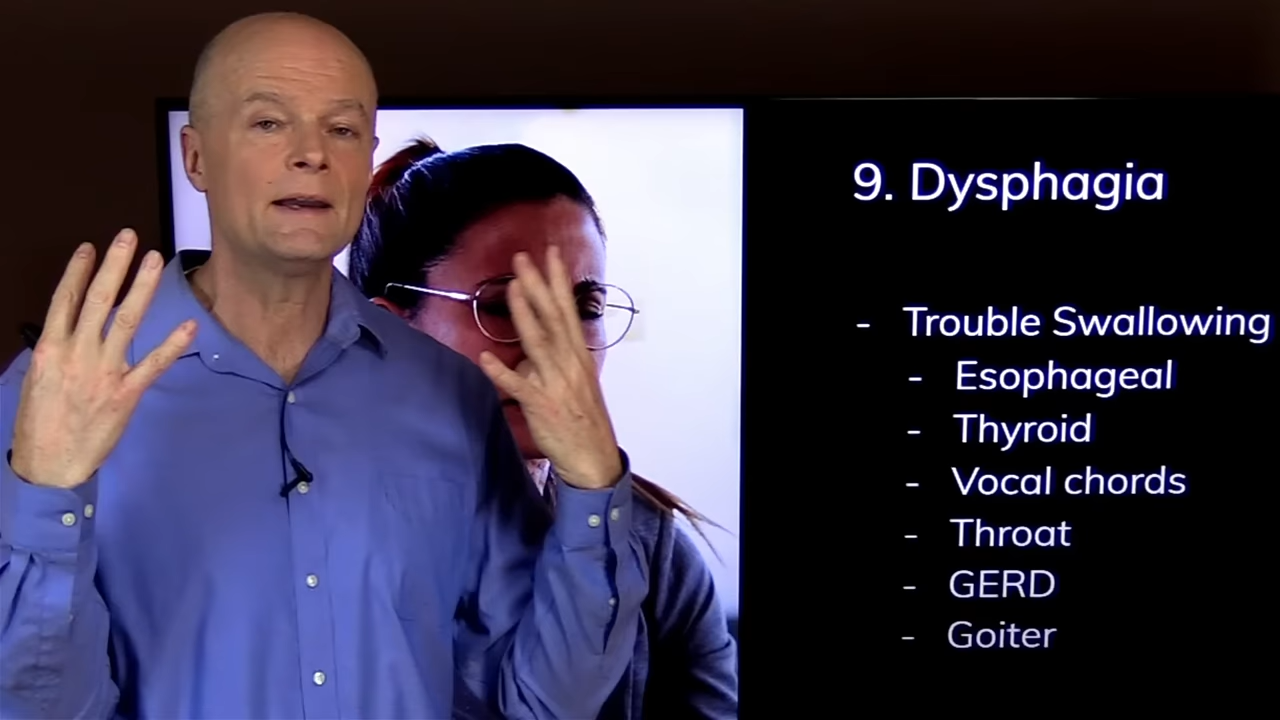 9. Dysphagia
- Trouble Swallowing
- Esophageal
- Thyroid
- Vocal chords
- Throat
- GERD
- Goiter